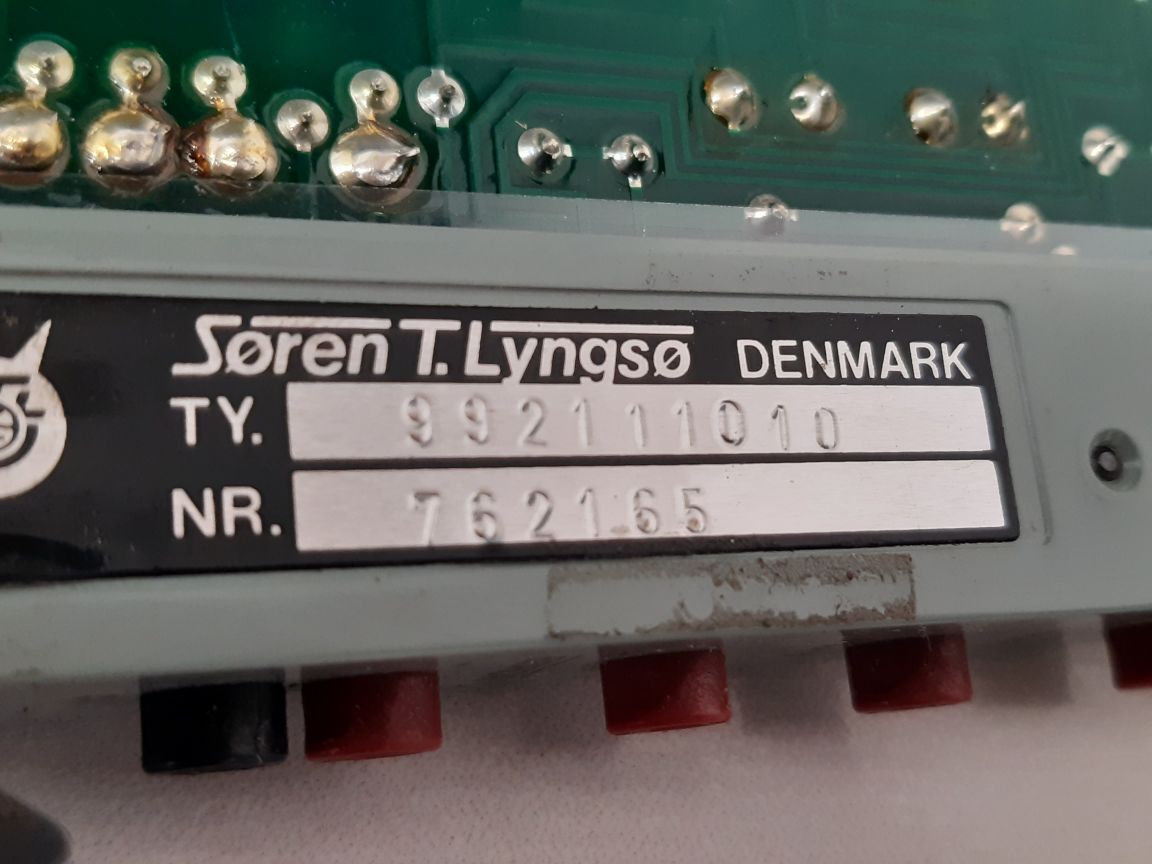 Søren T. Lyngsø DENMARK
TY. 992111010
NR. 762165